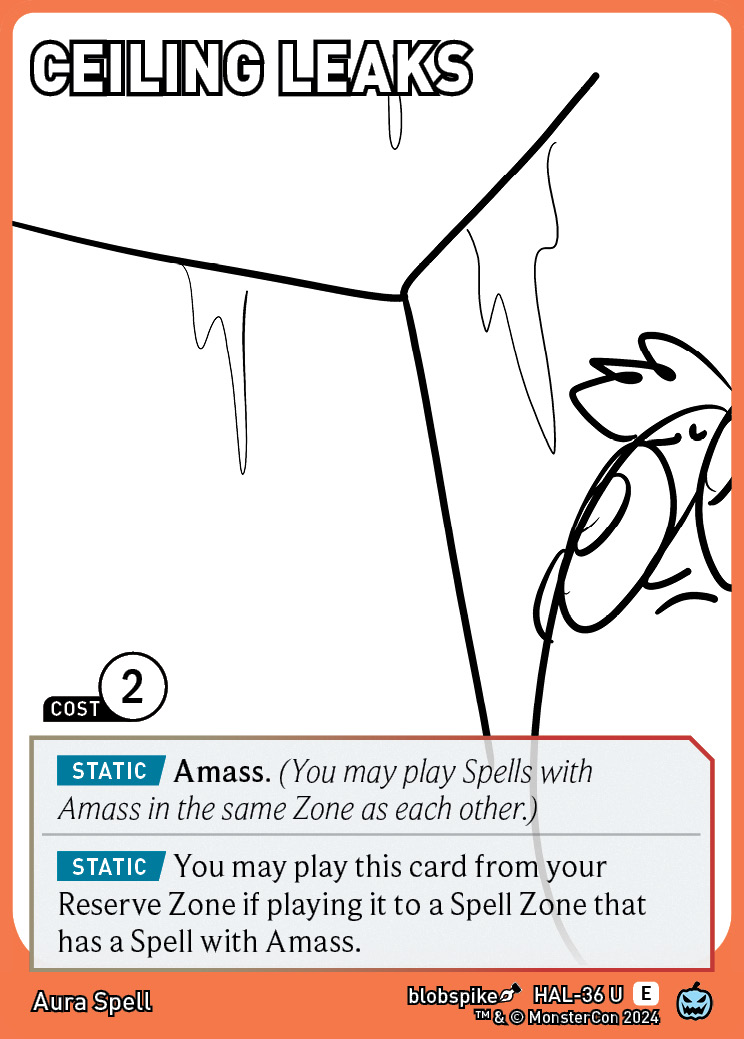 CEILING LEAKS
COST 2
STATIC Amass. (You may play Spells with
Amass in the same Zone as each other.)
STATIC You may play this card from your
Reserve Zone if playing it to a Spell Zone that
has a Spell with Amass.
Aura Spell
blobspike HAL-36 U E
™ & © MonsterCon 2024